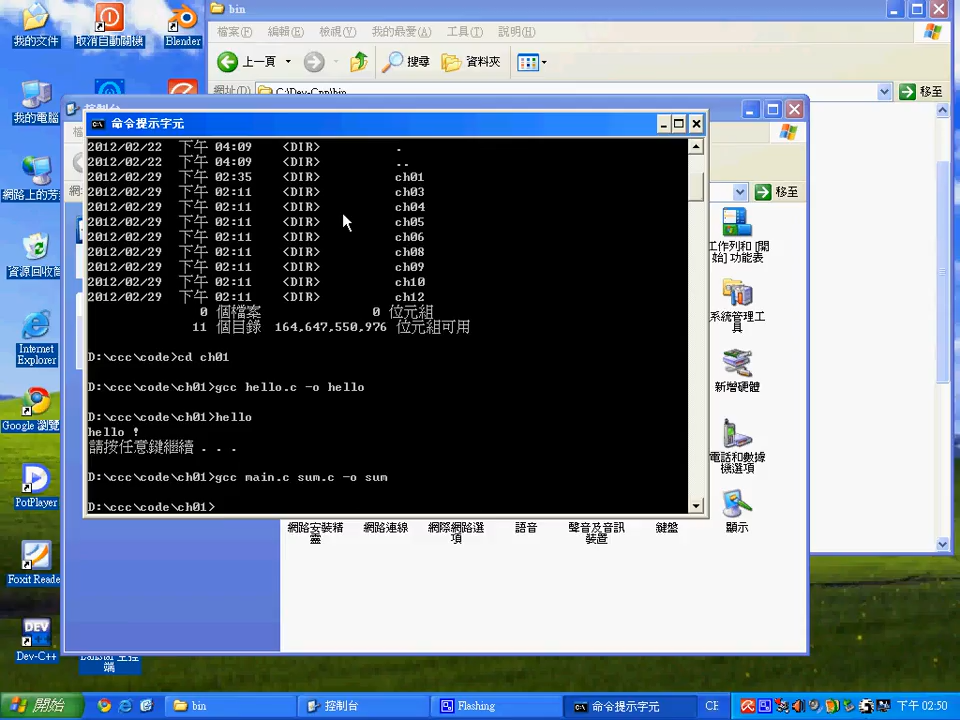 bin
檔案(F) 編輯(E) 檢視(V) 我的最愛(A) 工具(T) 說明(H)
上一頁 搜尋 資料夾
網址(D) C:\Dev-Cpp\bin 移至
我的文件
取消自動關機
Blender
我的電腦
資源回收筒
Internet Explorer
PotPlayer
Foxit Reade
Dev-C++
控制台
移至
命令提示字元
2012/02/22 下午 04:09 <DIR> .
2012/02/22 下午 04:09 <DIR> ..
2012/02/29 下午 02:35 <DIR> ch01
2012/02/29 下午 02:11 <DIR> ch03
2012/02/29 下午 02:11 <DIR> ch04
2012/02/29 下午 02:11 <DIR> ch05
2012/02/29 下午 02:11 <DIR> ch06
2012/02/29 下午 02:11 <DIR> ch08
2012/02/29 下午 02:11 <DIR> ch09
2012/02/29 下午 02:11 <DIR> ch10
2012/02/29 下午 02:11 <DIR> ch12
0 個檔案 0 位元組
11 個目錄 164,647,550,976 位元組可用
D:\ccc\code>cd ch01
D:\ccc\code\ch01>gcc hello.c -o hello
D:\ccc\code\ch01>hello
hello !
請按任意鍵繼續 . . .
D:\ccc\code\ch01>gcc main.c sum.c -o sum
D:\ccc\code\ch01>
工作列和 [開
始] 功能表
系統管理工
具
新增硬體
電話和數據
機選項
顯示
網路安裝精
靈
網路連線
網際網路選
項
語音
聲音及音訊
裝置
鍵盤
開始 bin 控制台 Flashing 命令提示字元 下午 02:50